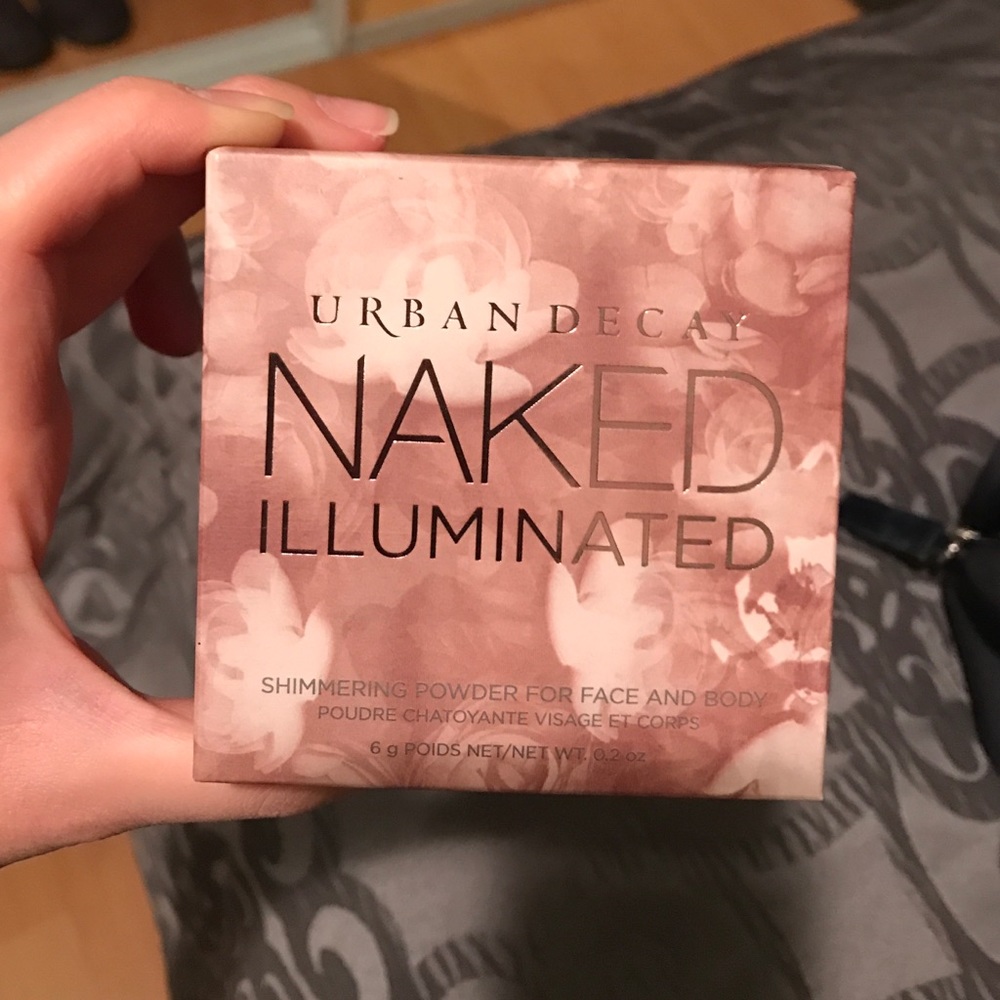 URBAN DECAY
NAKED
ILLUMINATED
SHIMMERING POWDER FOR FACE AND BODY
POUDRE CHATOYANTE VISAGE ET CORPS
6 g POIDS NET/NET WT. 0.2 oz